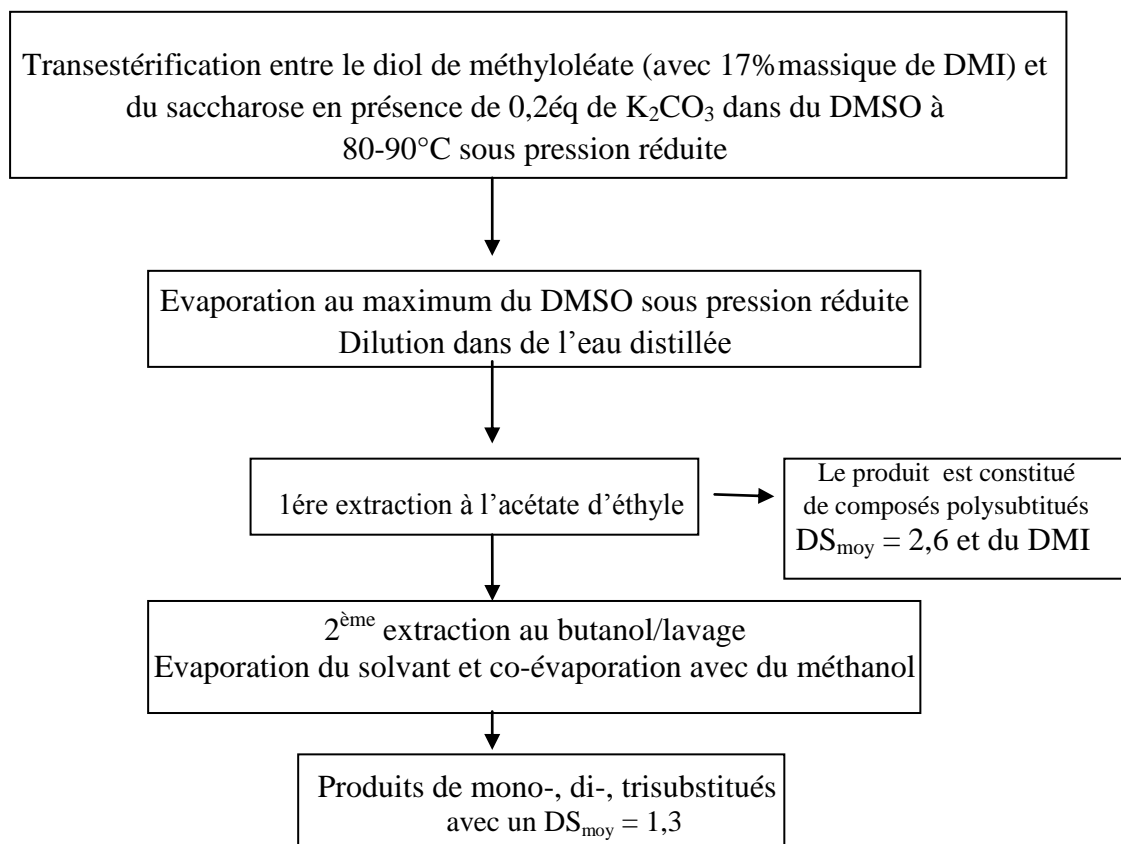 Transestérification entre le diol de méthyloléate (avec 17% massique de DMI) et
du saccharose en présence de 0,2éq de K₂CO₃ dans du DMSO à
80-90°C sous pression réduite
Evaporation au maximum du DMSO sous pression réduite
Dilution dans de l’eau distillée
1ére extraction à l’acétate d’éthyle
Le produit est constitué
de composés polysubtitués
DSmoy = 2,6 et du DMI
2ème extraction au butanol/lavage
Evaporation du solvant et co-évaporation avec du méthanol
Produits de mono-, di-, trisubstitués
avec un DSmoy = 1,3